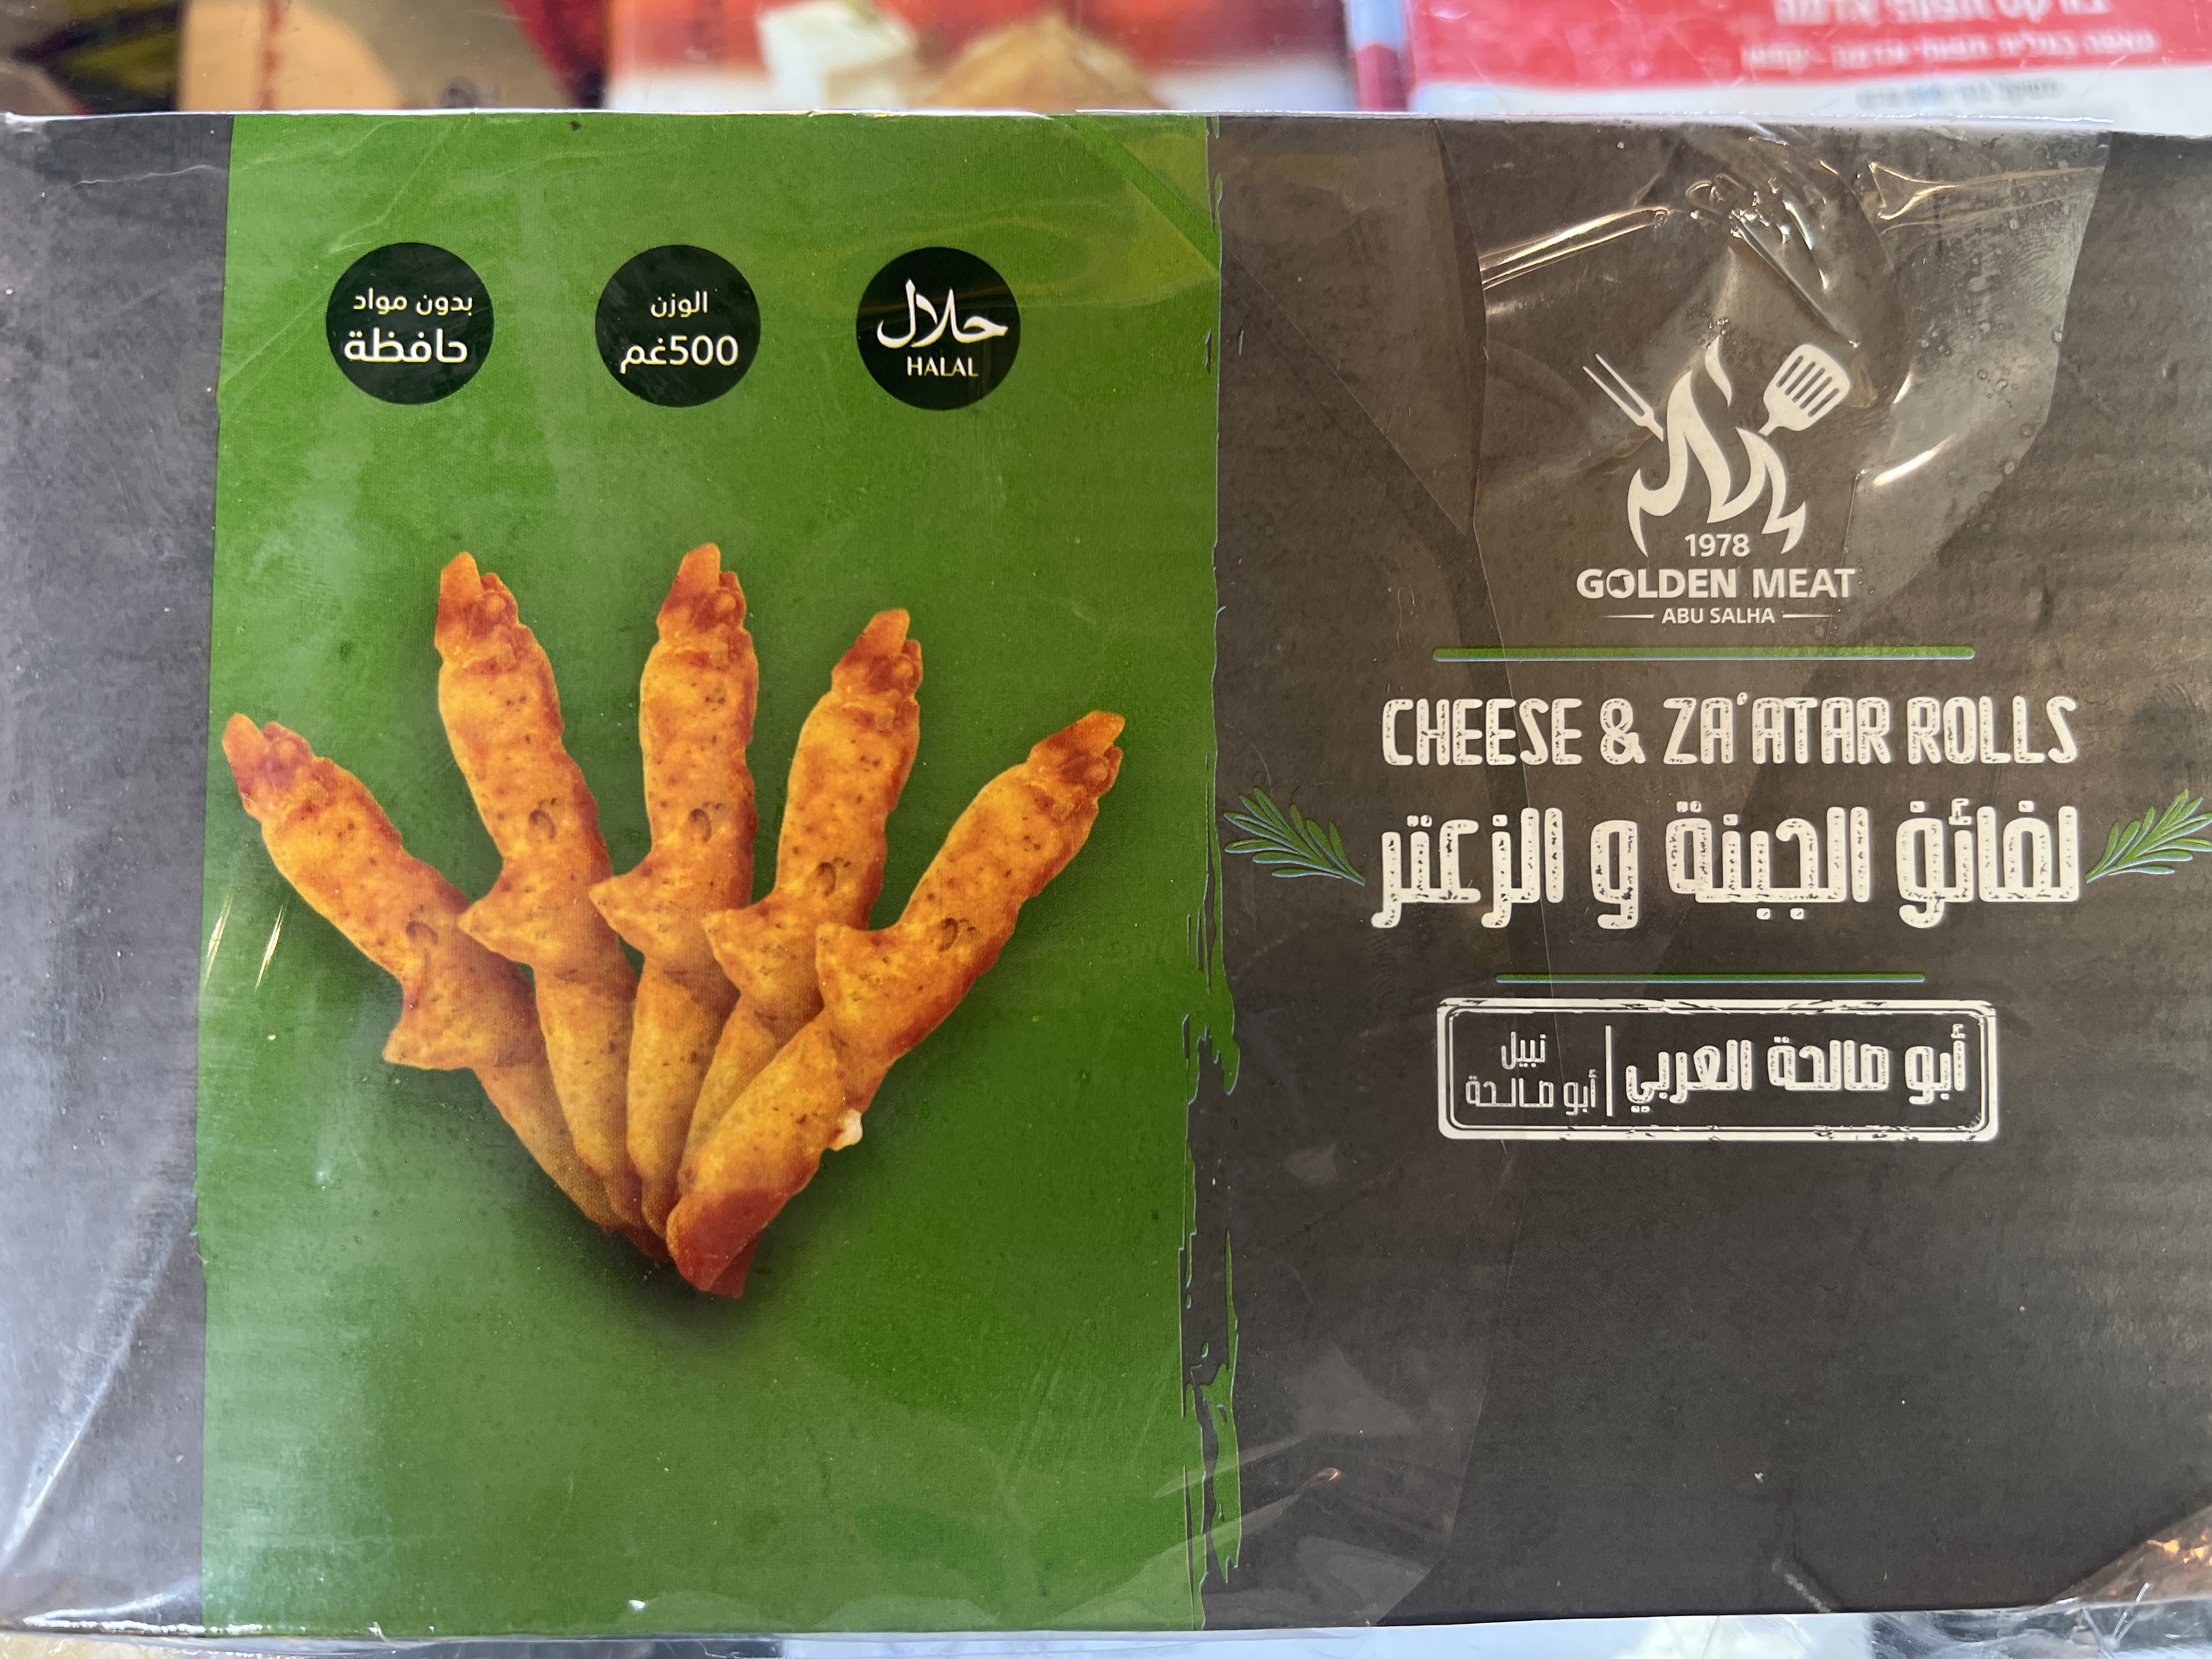 بدون مواد
حافظة
الوزن
500غم
حلال
HALAL
1978
GOLDEN MEAT
ABU SALHA
CHEESE & ZA'ATAR ROLLS
لفائف الجبنة و الزعتر
أبو صالحة العربي
نبيل
أبو صالحة